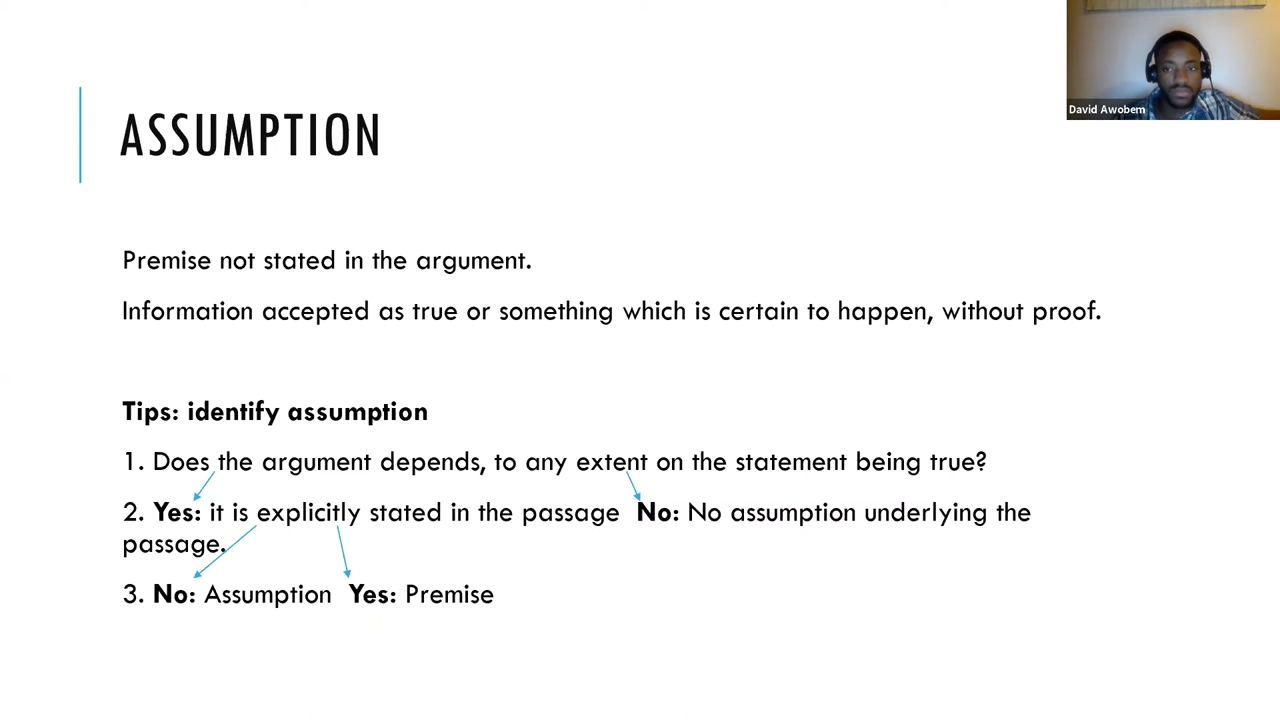 David Awobem
ASSUMPTION
Premise not stated in the argument.
Information accepted as true or something which is certain to happen, without proof.
Tips: identify assumption
1. Does the argument depends, to any extent on the statement being true?
2. Yes: it is explicitly stated in the passage No: No assumption underlying the
passage.
3. No: Assumption Yes: Premise